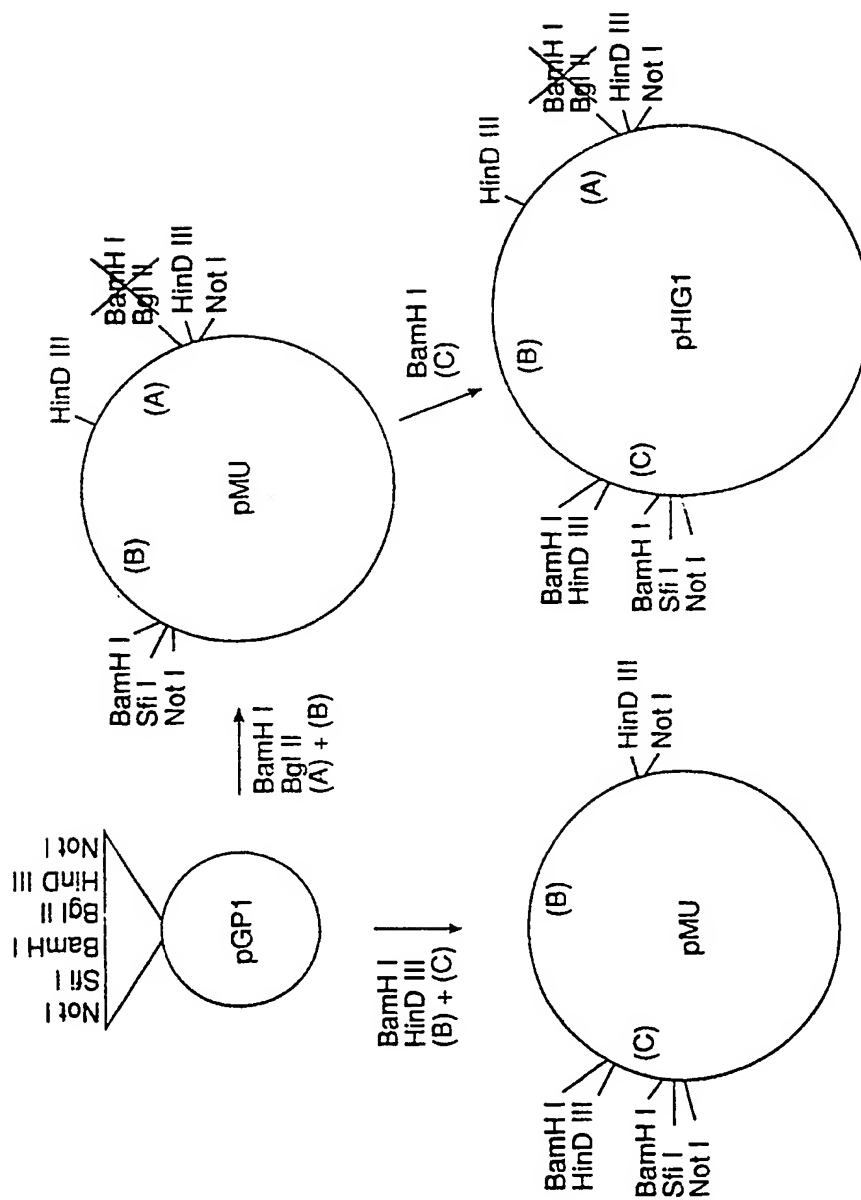 Not I
Sfi I
BamH I
Bgl II
HinD III
Not I
pGP1
BamH I
Bgl II
(A) + (B)
BamH I
Sfi I
Not I
(B)
pMU
(A)
HinD III
BamH I
Bgl II
HinD III
Not I
BamH I
HinD III
(B) + (C)
BamH I
(C)
BamH I
HinD III
BamH I
Sfi I
Not I
(C)
(B)
pMU
HinD III
Not I
BamH I
HinD III
BamH I
Sfi I
Not I
(C)
(B)
pHIG1
(A)
HinD III
BamH I
Bgl II
HinD III
Not I